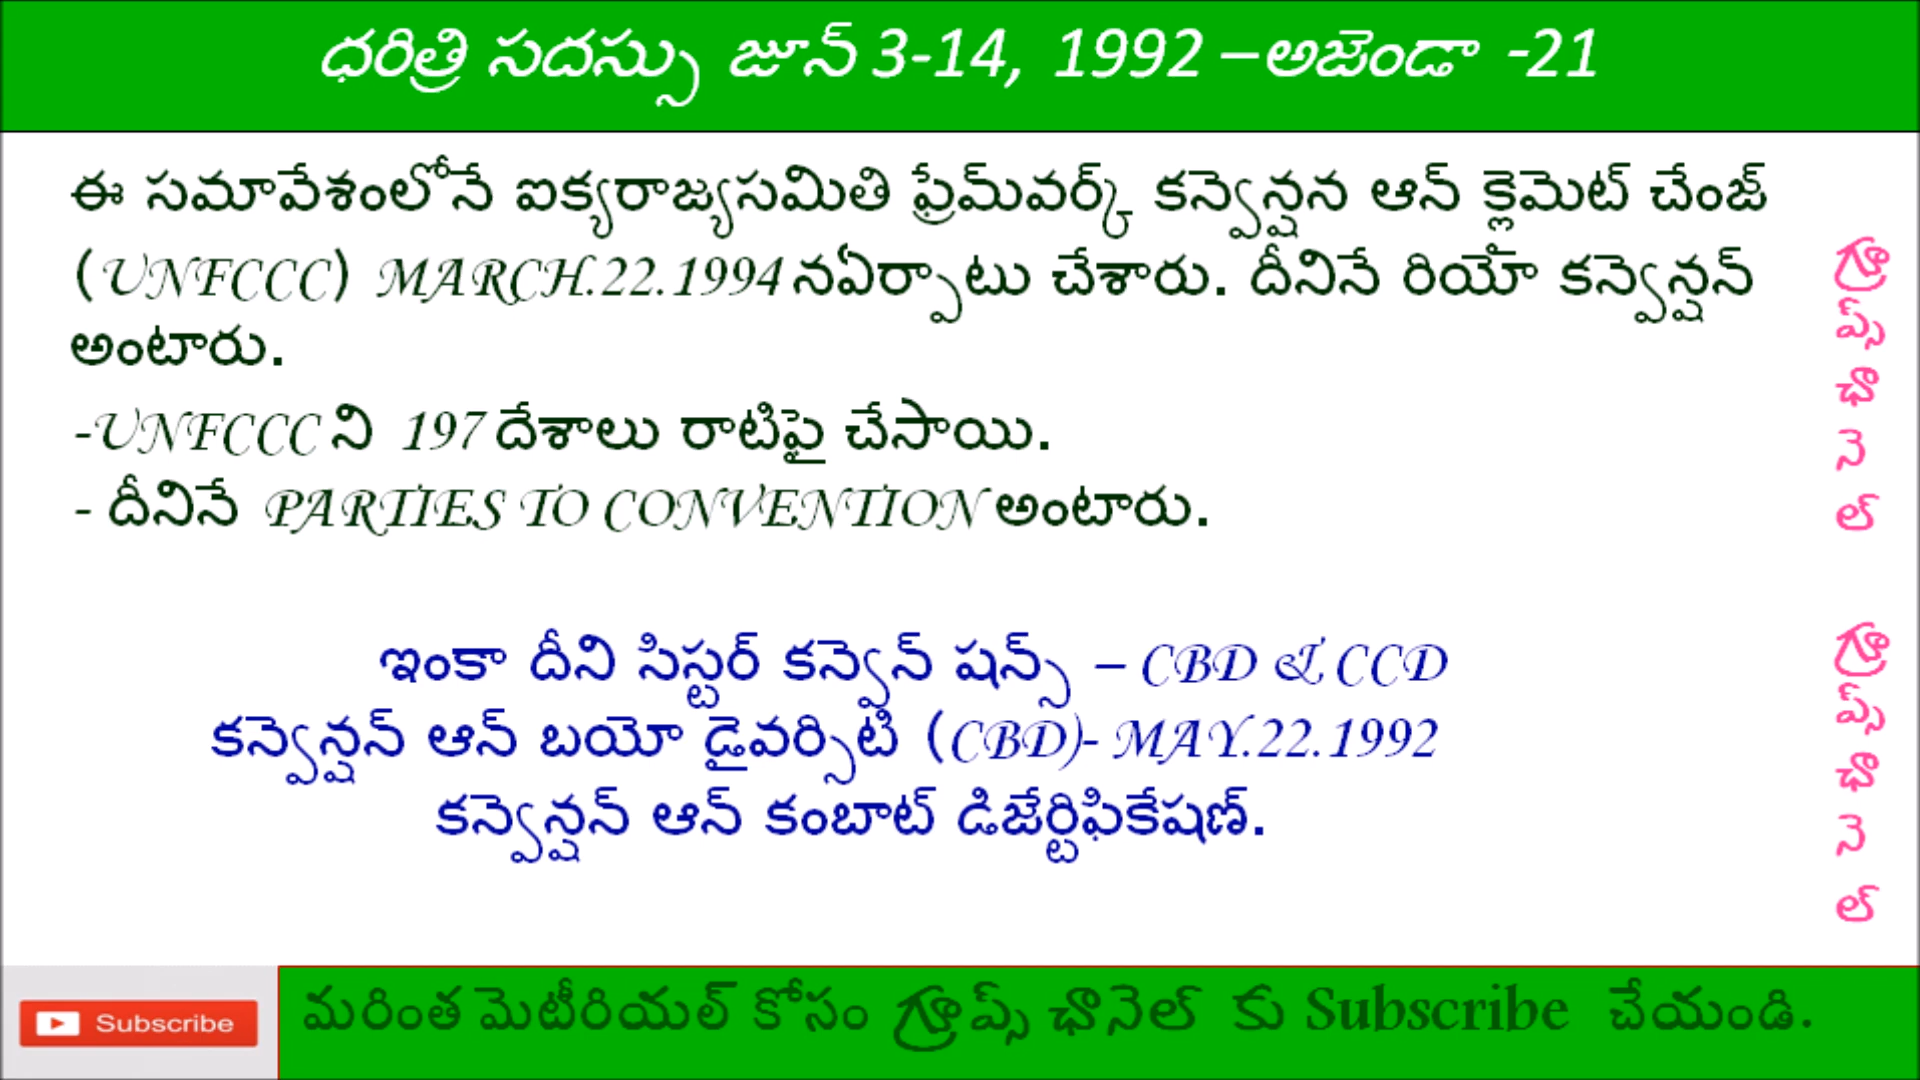 ధరిత్రి సదస్సు జూన్ 3-14, 1992 –అజెండా -21
ఈ సమావేశంలోనే ఐక్యరాజ్యసమితి ఫ్రేమ్‌వర్క్ కన్వెన్షన ఆన్ క్లైమెట్ చేంజ్
(UNFCCC) MARCH.22.1994 నఏర్పాటు చేశారు. దీనినే రియో కన్వెన్షన్
అంటారు.
-UNFCCC ని 197 దేశాలు రాటిఫై చేసాయి.
- దీనినే PARTIES TO CONVENTION అంటారు.
ఇంకా దీని సిస్టర్ కన్వెన్ షన్స్ – CBD & CCD
కన్వెన్షన్ ఆన్ బయో డైవర్సిటి (CBD)- MAY.22.1992
కన్వెన్షన్ ఆన్ కంబాట్ డిజేర్టిఫికేషణ్.
గ్రూప్స్ ఛానెల్
గ్రూప్స్ ఛానెల్
Subscribe
మరింత మెటీరియల్ కోసం గ్రూప్స్ ఛానెల్ కు Subscribe చేయండి.